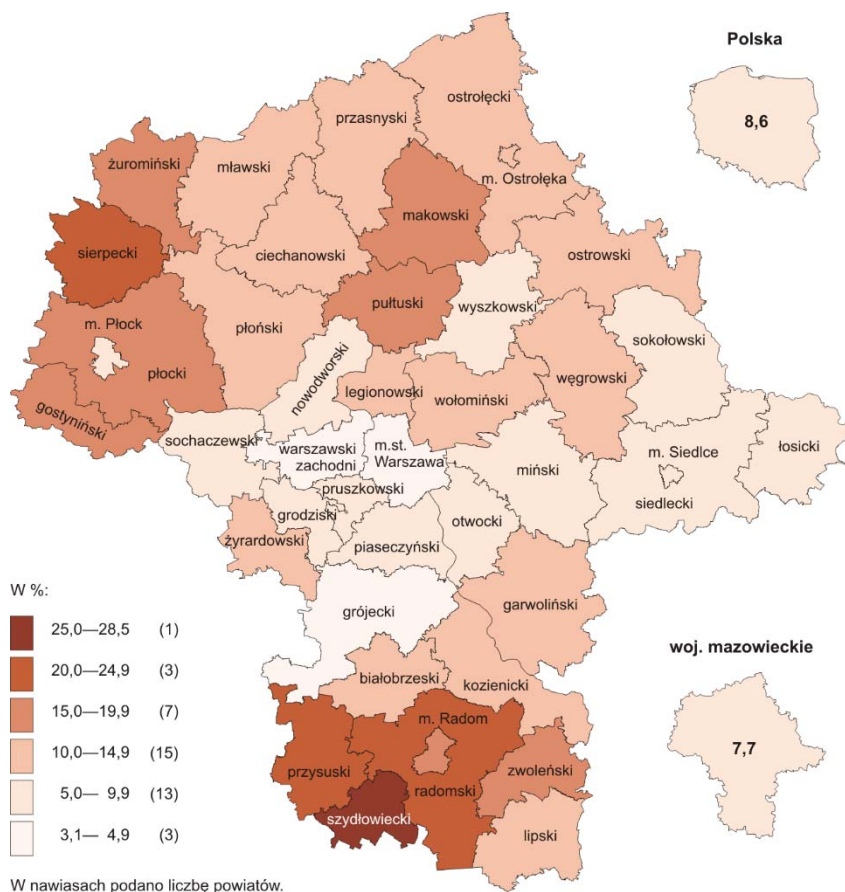 Polska
8,6
ostrołęcki
przasnyski
żuromiński
mławski
m. Ostrołęka
makowski
sierpecki
ciechanowski
ostrowski
pułtuski
wyszkowski
m. Płock
płoński
sokołowski
płocki
nowodworski
legionowski
wołomiński
węgrowski
gostyniński
sochaczewski
warszawski
zachodni
m.st.
Warszawa
miński
m. Siedlce
łosicki
siedlecki
pruszkowski
grodziski
otwocki
żyrardowski
piaseczyński
garwoliński
grójecki
białobrzeski
kozienicki
m. Radom
przysuski
radomski
zwoleński
szydłowiecki
lipski
woj. mazowieckie
7,7
W %:
25,0—28,5 (1)
20,0—24,9 (3)
15,0—19,9 (7)
10,0—14,9 (15)
5,0— 9,9 (13)
3,1— 4,9 (3)
W nawiasach podano liczbę powiatów.